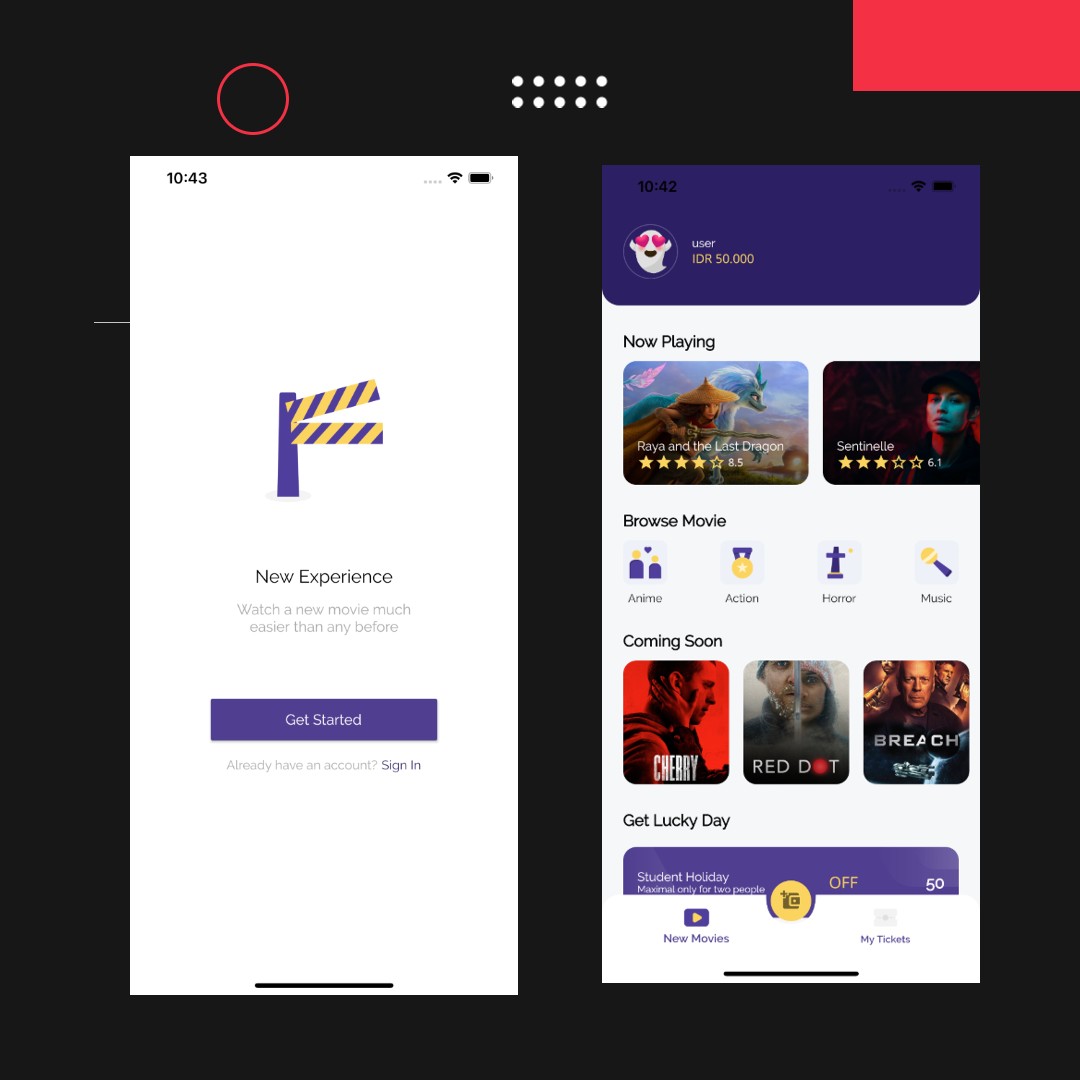 10:43
New Experience
Watch a new movie much
easier than any before
Get Started
Already have an account? Sign In
10:42
user
IDR 50.000
Now Playing
Raya and the Last Dragon
8.5
Sentinelle
6.1
Browse Movie
Anime
Action
Horror
Music
Coming Soon
CHERRY
RED DOT
BREACH
Get Lucky Day
Student Holiday
Maximal only for two people
OFF
50
New Movies
My Tickets